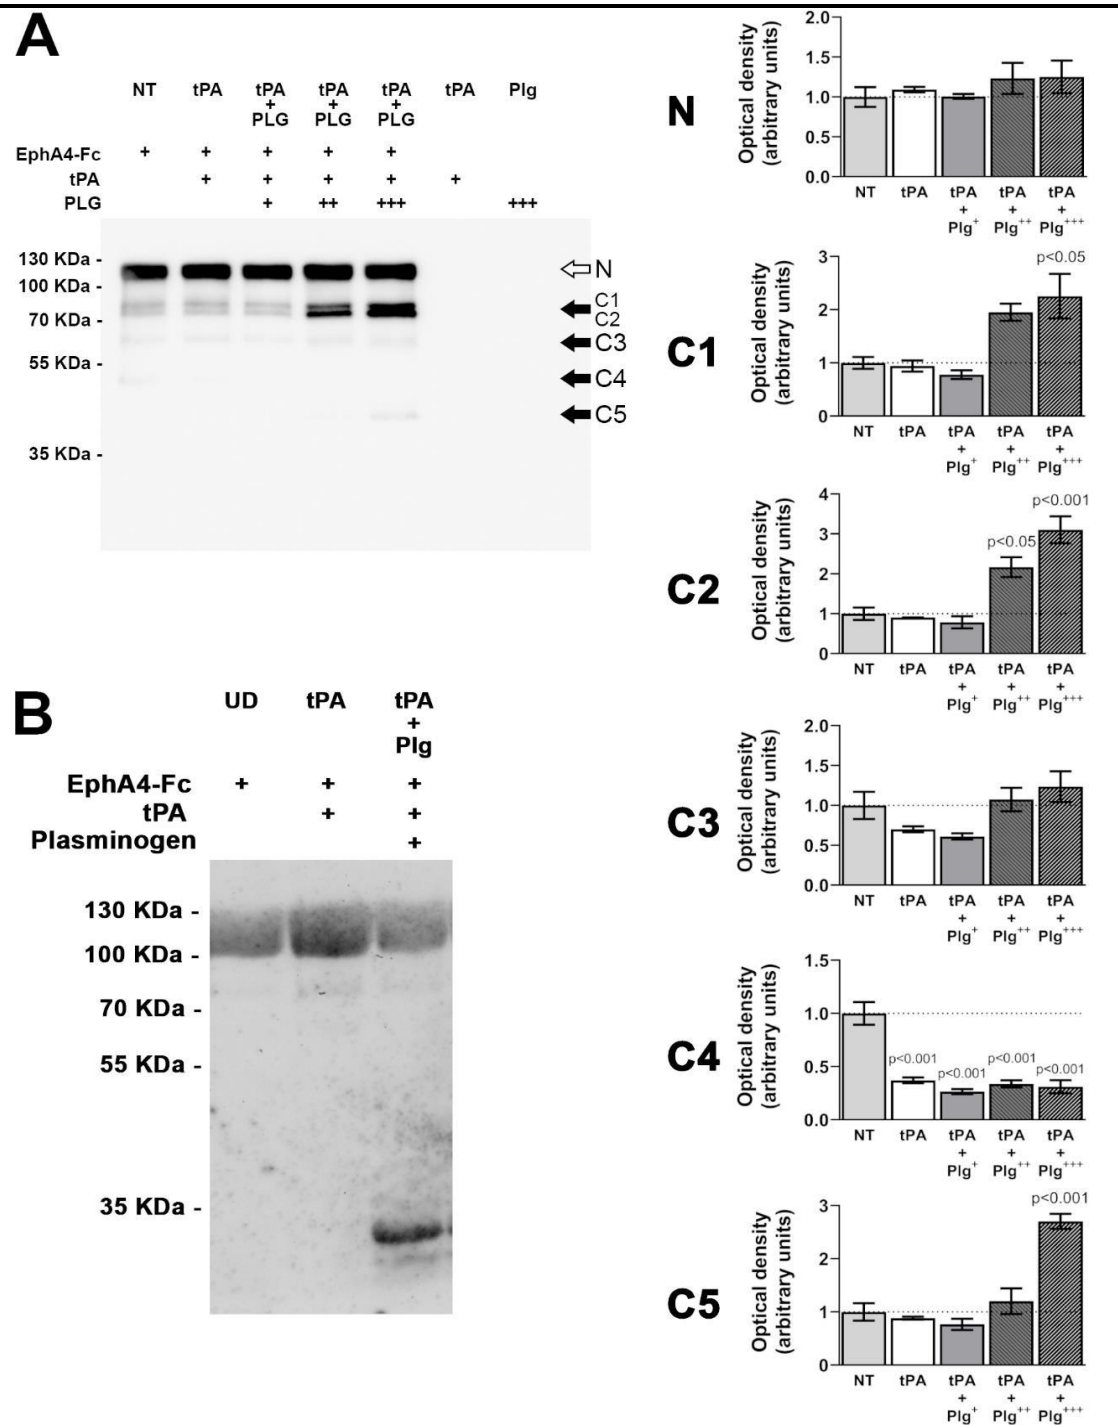 A
NT tPA tPA tPA tPA tPA Plg
+ + +
PLG PLG PLG
EphA4-Fc + + + + +
tPA + + + + +
PLG + ++ +++ +++
130 KDa -
100 KDa -
70 KDa -
55 KDa -
35 KDa -
N
C1
C2
C3
C4
C5
B
UD tPA tPA
+
Plg
EphA4-Fc + + +
tPA + +
Plasminogen +
130 KDa -
100 KDa -
70 KDa -
55 KDa -
35 KDa -
N
Optical density
(arbitrary units)
2.0
1.5
1.0
0.5
0.0
NT tPA tPA tPA tPA
+ + +
Plg+ Plg++ Plg+++
C1
Optical density
(arbitrary units)
3
2
1
0
p<0.05
NT tPA tPA tPA tPA
+ + +
Plg+ Plg++ Plg+++
C2
Optical density
(arbitrary units)
4
3
2
1
0
p<0.05
p<0.001
NT tPA tPA tPA tPA
+ + +
Plg+ Plg++ Plg+++
C3
Optical density
(arbitrary units)
2.0
1.5
1.0
0.5
0.0
NT tPA tPA tPA tPA
+ + +
Plg+ Plg++ Plg+++
C4
Optical density
(arbitrary units)
1.5
1.0
0.5
0.0
p<0.001 p<0.001 p<0.001 p<0.001
NT tPA tPA tPA tPA
+ + +
Plg+ Plg++ Plg+++
C5
Optical density
(arbitrary units)
3
2
1
0
p<0.001
NT tPA tPA tPA tPA
+ + +
Plg+ Plg++ Plg+++